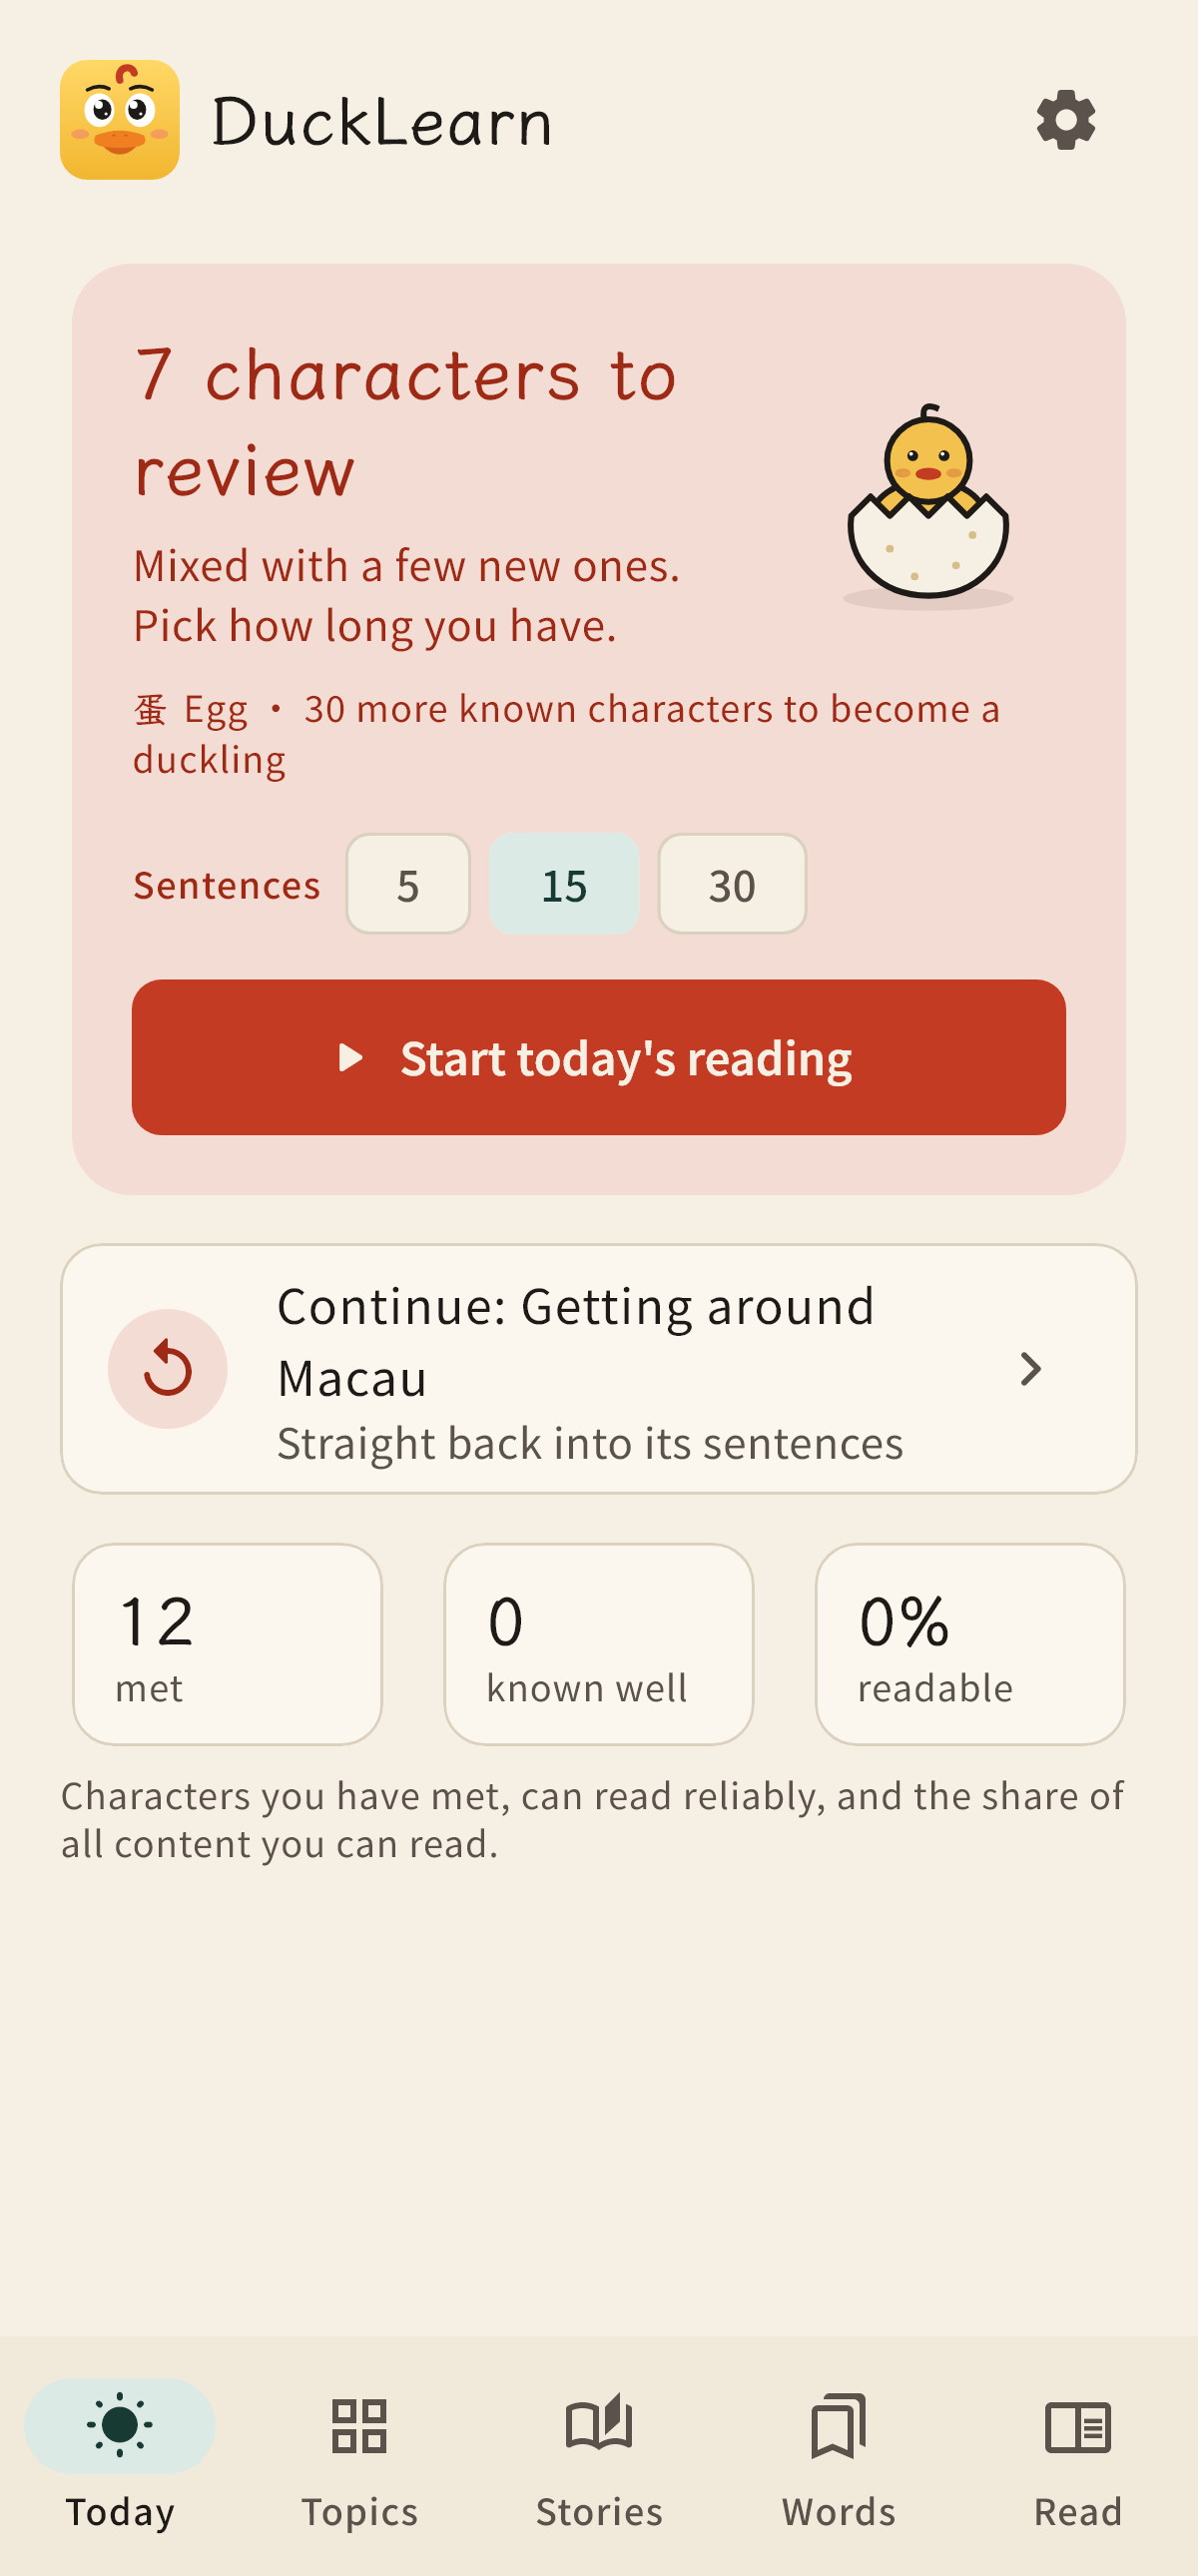 DuckLearn
7 characters to
review
Mixed with a few new ones.
Pick how long you have.
蛋 Egg · 30 more known characters to become a
duckling
Sentences 5 15 30
Start today's reading
Continue: Getting around
Macau
Straight back into its sentences
12 0 0%
met known well readable
Characters you have met, can read reliably, and the share of
all content you can read.
Today Topics Stories Words Read